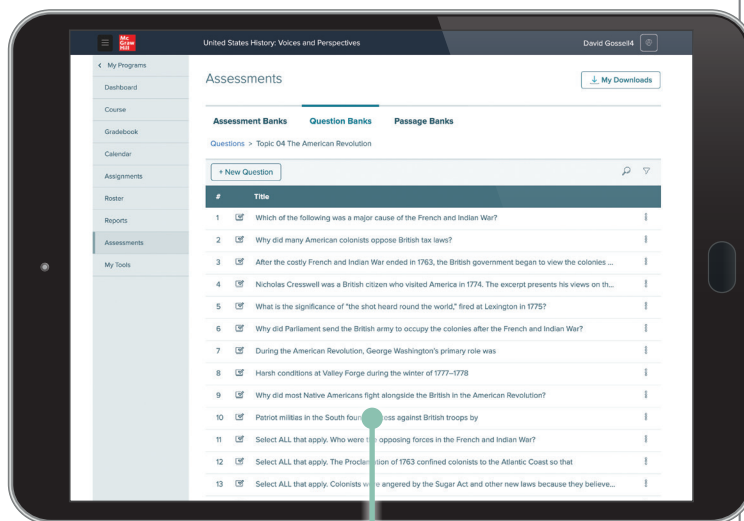 Mc
Graw
Hill
United States History: Voices and Perspectives
David Gossell4
< My Programs
Dashboard
Course
Gradebook
Calendar
Assignments
Roster
Reports
Assessments
My Tools
Assessments
My Downloads
Assessment Banks Question Banks Passage Banks
Questions > Topic 04 The American Revolution
+ New Question
# Title
1 Which of the following was a major cause of the French and Indian War?
2 Why did many American colonists oppose British tax laws?
3 After the costly French and Indian War ended in 1763, the British government began to view the colonies ...
4 Nicholas Cresswell was a British citizen who visited America in 1774. The excerpt presents his views on th...
5 What is the significance of "the shot heard round the world," fired at Lexington in 1775?
6 Why did Parliament send the British army to occupy the colonies after the French and Indian War?
7 During the American Revolution, George Washington's primary role was
8 Harsh conditions at Valley Forge during the winter of 1777–1778
9 Why did most Native Americans fight alongside the British in the American Revolution?
10 Patriot militias in the South against British troops by
11 Select ALL that apply. Who were opposing forces in the French and Indian War?
12 Select ALL that apply. The of 1763 confined colonists to the Atlantic Coast so that
13 Select ALL that apply. Colonists angered by the Sugar Act and other new laws because they believe...